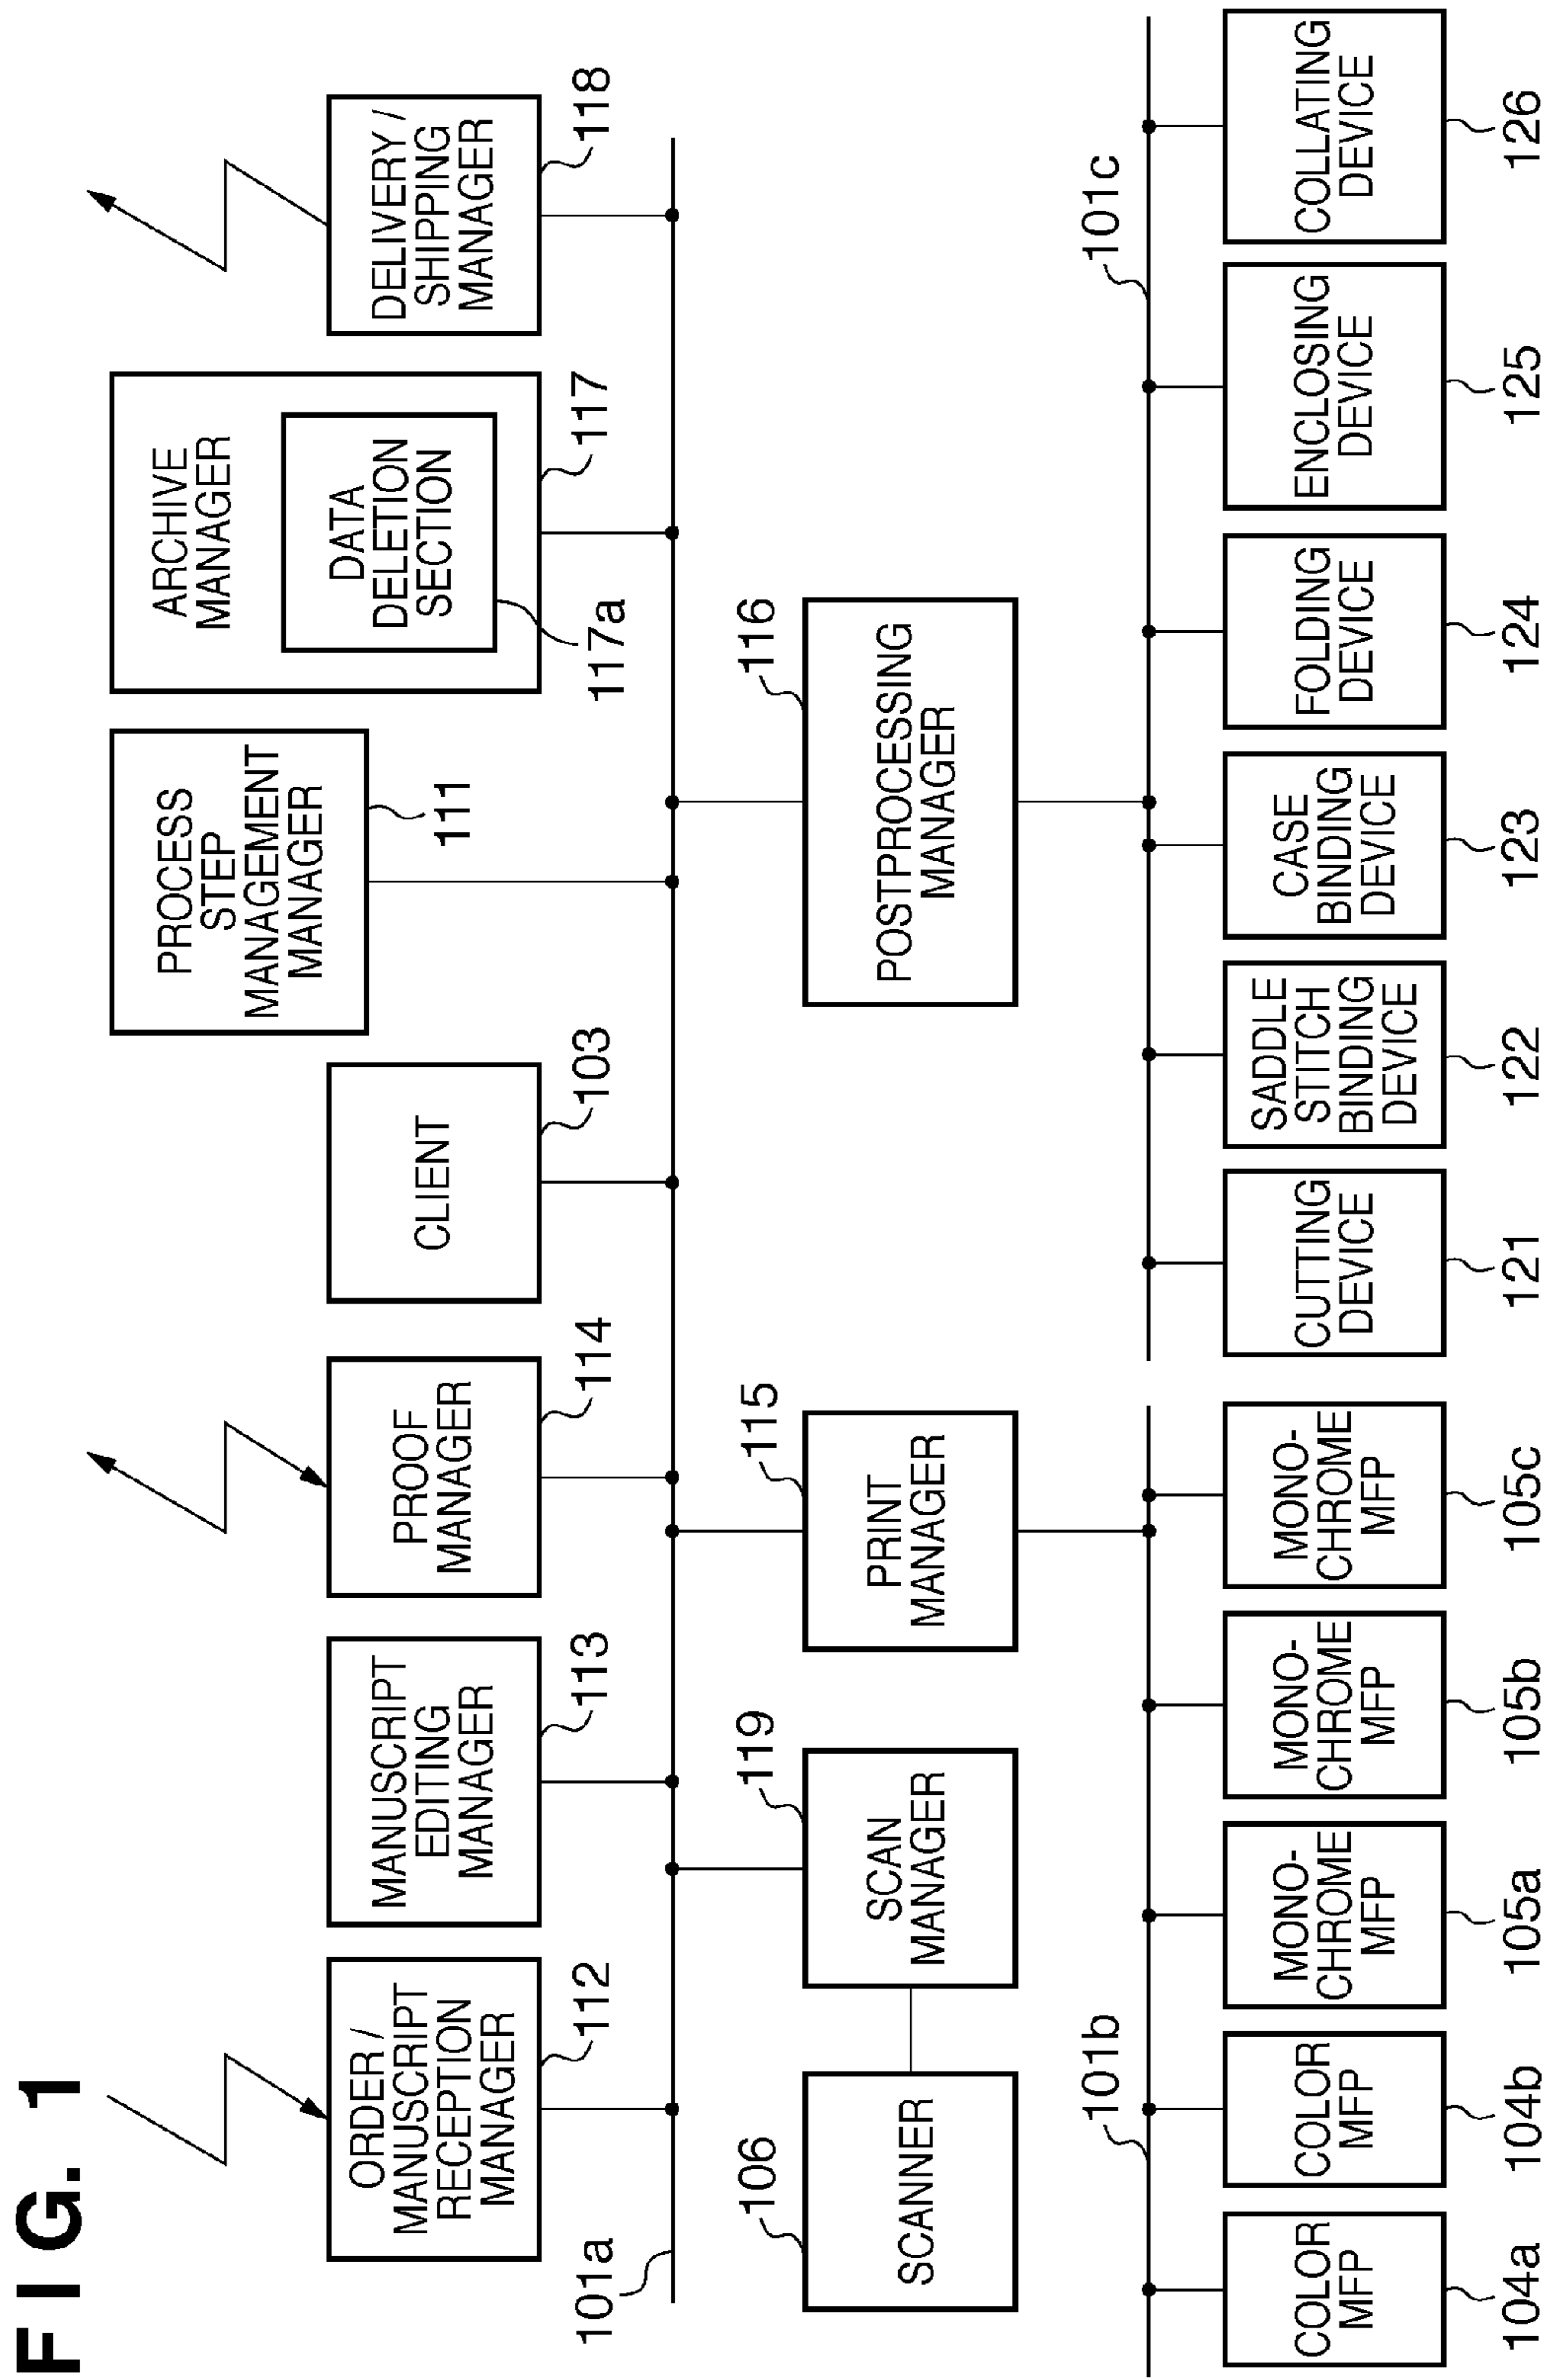 FIG. 1
ORDER /
MANUSCRIPT
RECEPTION
MANAGER
112
MANUSCRIPT
EDITING
MANAGER
113
PROOF
MANAGER
114
CLIENT
103
PROCESS
STEP
MANAGEMENT
MANAGER
111
ARCHIVE
MANAGER
DATA
DELETION
SECTION
117a
117
DELIVERY /
SHIPPING
MANAGER
118
101a
106
SCANNER
119
SCAN
MANAGER
115
PRINT
MANAGER
116
POSTPROCESSING
MANAGER
101b
101c
COLOR
MFP
104a
COLOR
MFP
104b
MONO-
CHROME
MFP
105a
MONO-
CHROME
MFP
105b
MONO-
CHROME
MFP
105c
CUTTING
DEVICE
121
SADDLE
STITCH
BINDING
DEVICE
122
CASE
BINDING
DEVICE
123
FOLDING
DEVICE
124
ENCLOSING
DEVICE
125
COLLATING
DEVICE
126